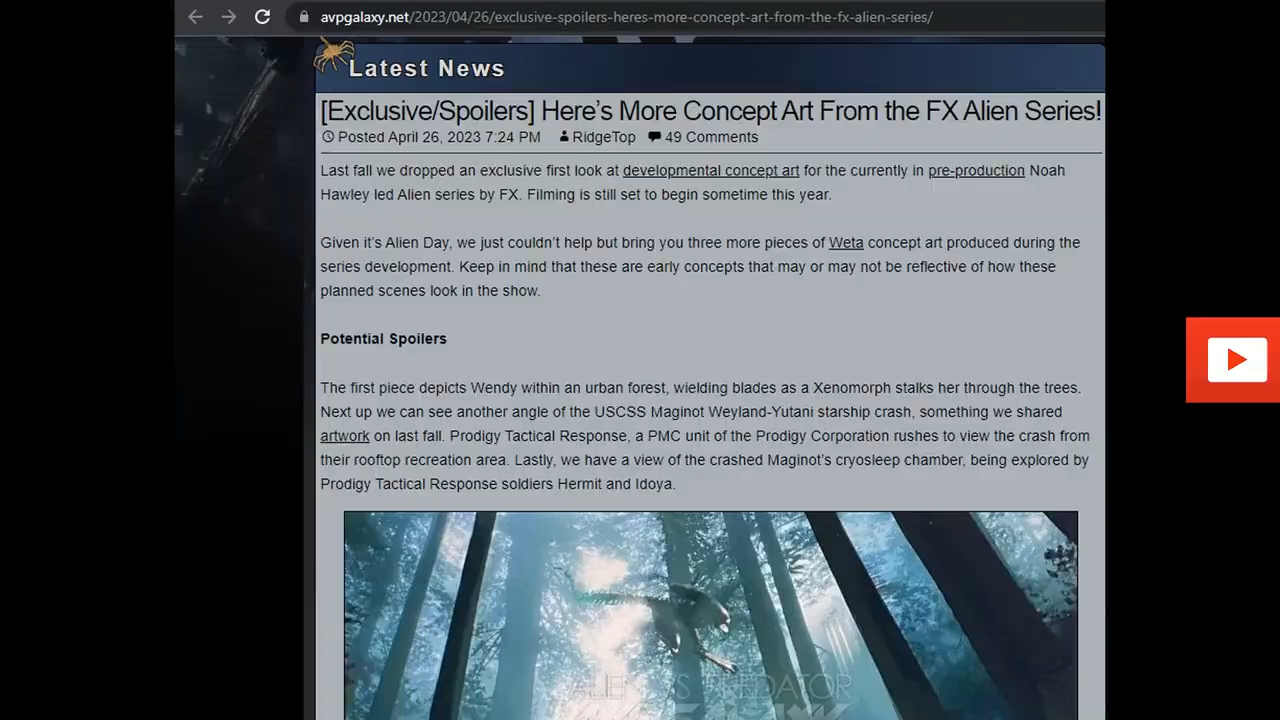 avpgalaxy.net/2023/04/26/exclusive-spoilers-heres-more-concept-art-from-the-fx-alien-series/
Latest News
[Exclusive/Spoilers] Here’s More Concept Art From the FX Alien Series!
Posted April 26, 2023 7:24 PM RidgeTop 49 Comments
Last fall we dropped an exclusive first look at developmental concept art for the currently in pre-production Noah
Hawley led Alien series by FX. Filming is still set to begin sometime this year.
Given it’s Alien Day, we just couldn’t help but bring you three more pieces of Weta concept art produced during the
series development. Keep in mind that these are early concepts that may or may not be reflective of how these
planned scenes look in the show.
Potential Spoilers
The first piece depicts Wendy within an urban forest, wielding blades as a Xenomorph stalks her through the trees.
Next up we can see another angle of the USCSS Maginot Weyland-Yutani starship crash, something we shared
artwork on last fall. Prodigy Tactical Response, a PMC unit of the Prodigy Corporation rushes to view the crash from
their rooftop recreation area. Lastly, we have a view of the crashed Maginot’s cryosleep chamber, being explored by
Prodigy Tactical Response soldiers Hermit and Idoya.
ALIEN VS PREDATOR